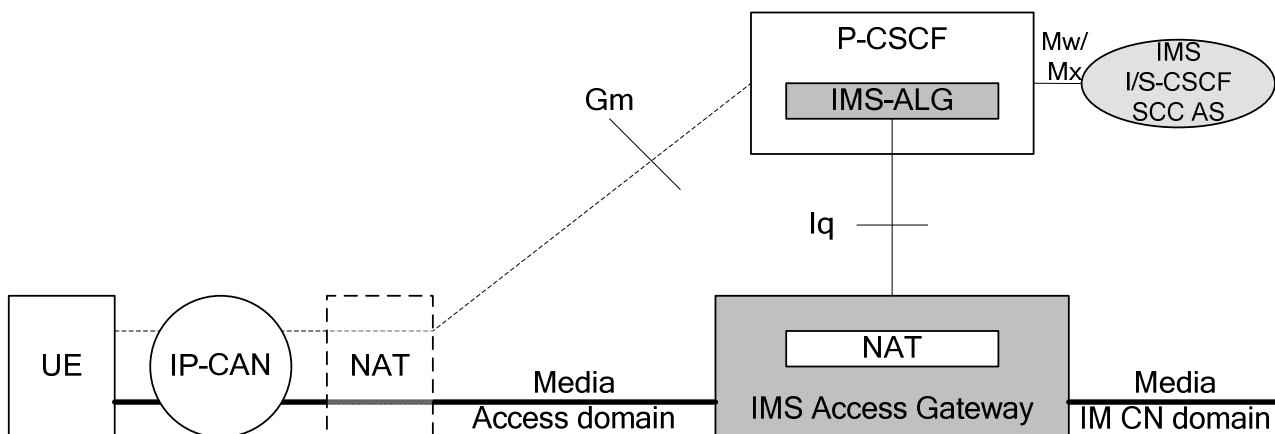 P-CSCF
IMS-ALG
Mw/
Mx
IMS
I/S-CSCF
SCC AS
Gm
Iq
UE
IP-CAN
NAT
Media
Access domain
NAT
IMS Access Gateway
Media
IM CN domain